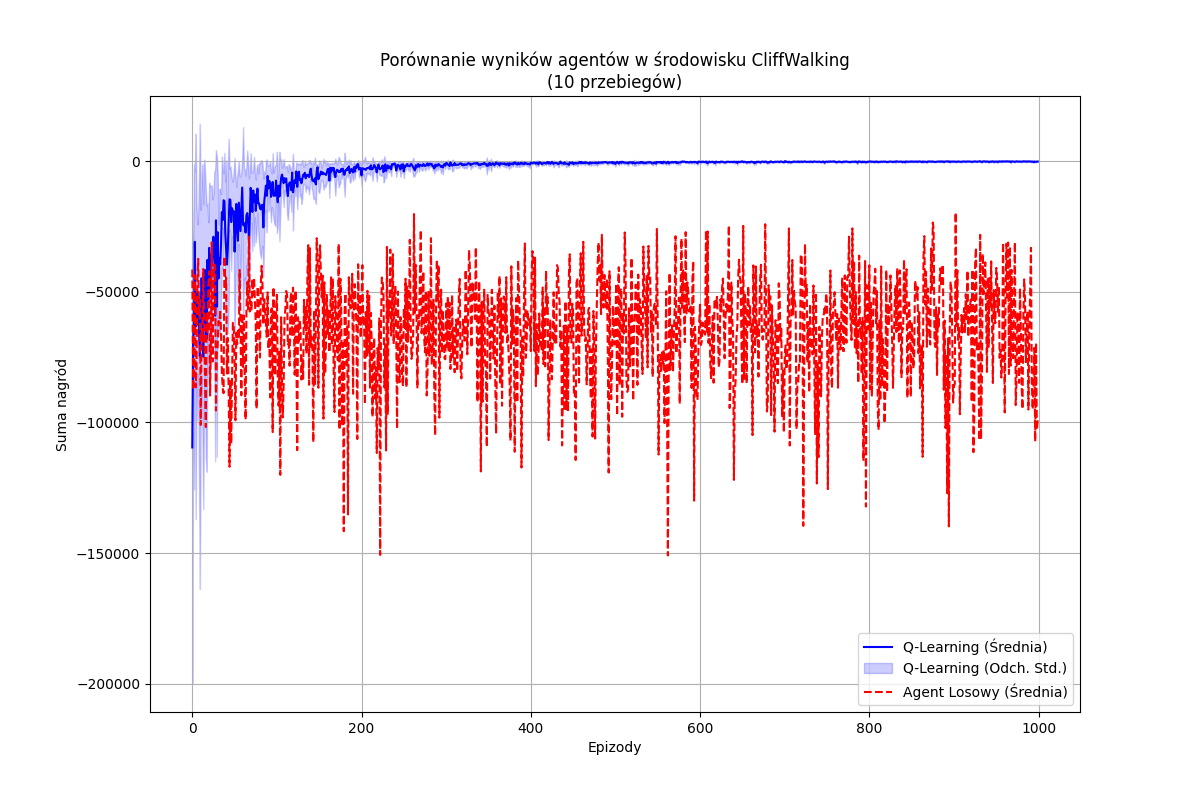 Porównanie wyników agentów w środowisku CliffWalking
(10 przebiegów)
0
−50000
−100000
−150000
−200000
Suma nagród
0
200
400
600
800
1000
Epizody
Q-Learning (Średnia)
Q-Learning (Odch. Std.)
Agent Losowy (Średnia)